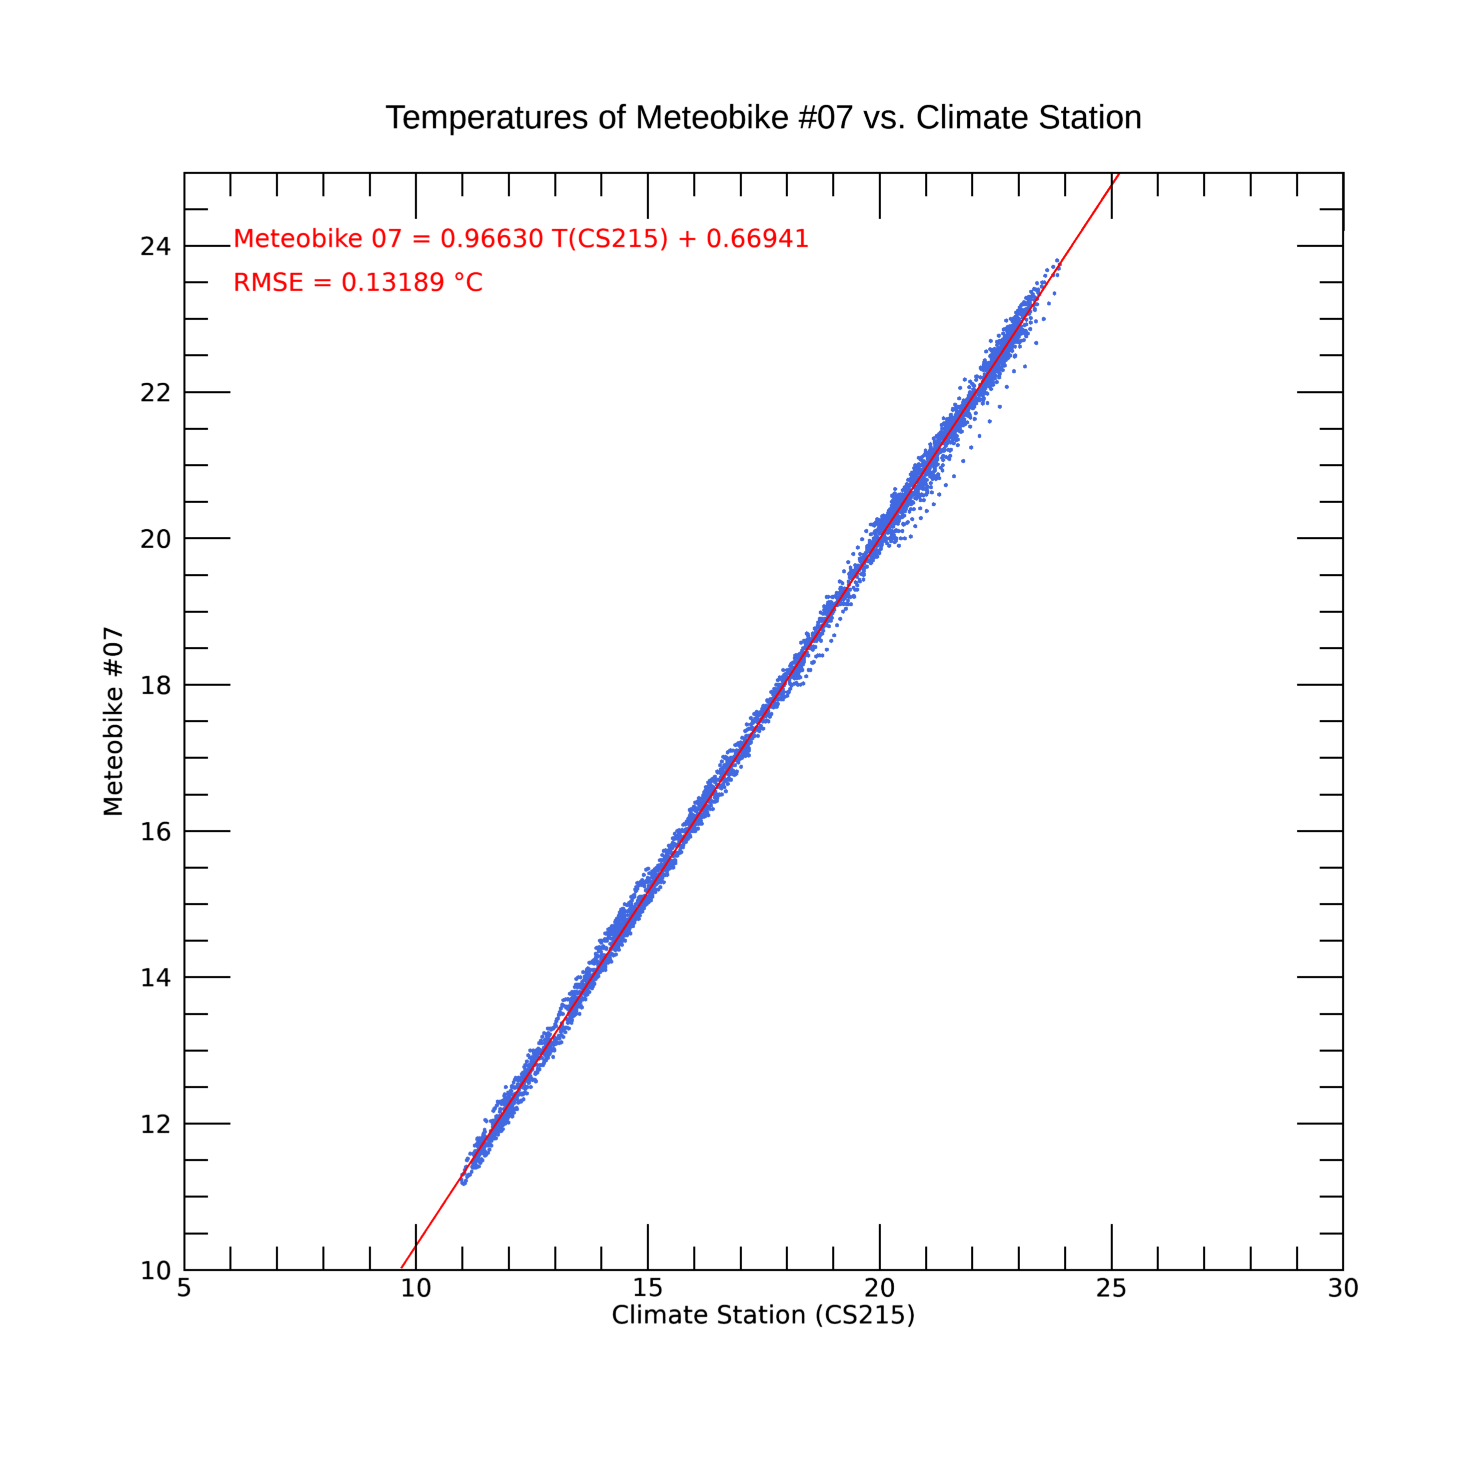 Temperatures of Meteobike #07 vs. Climate Station
Meteobike 07 = 0.96630 T(CS215) + 0.66941
RMSE = 0.13189 °C
24
22
20
18
16
14
12
10
Meteobike #07
5 10 15 20 25 30
Climate Station (CS215)